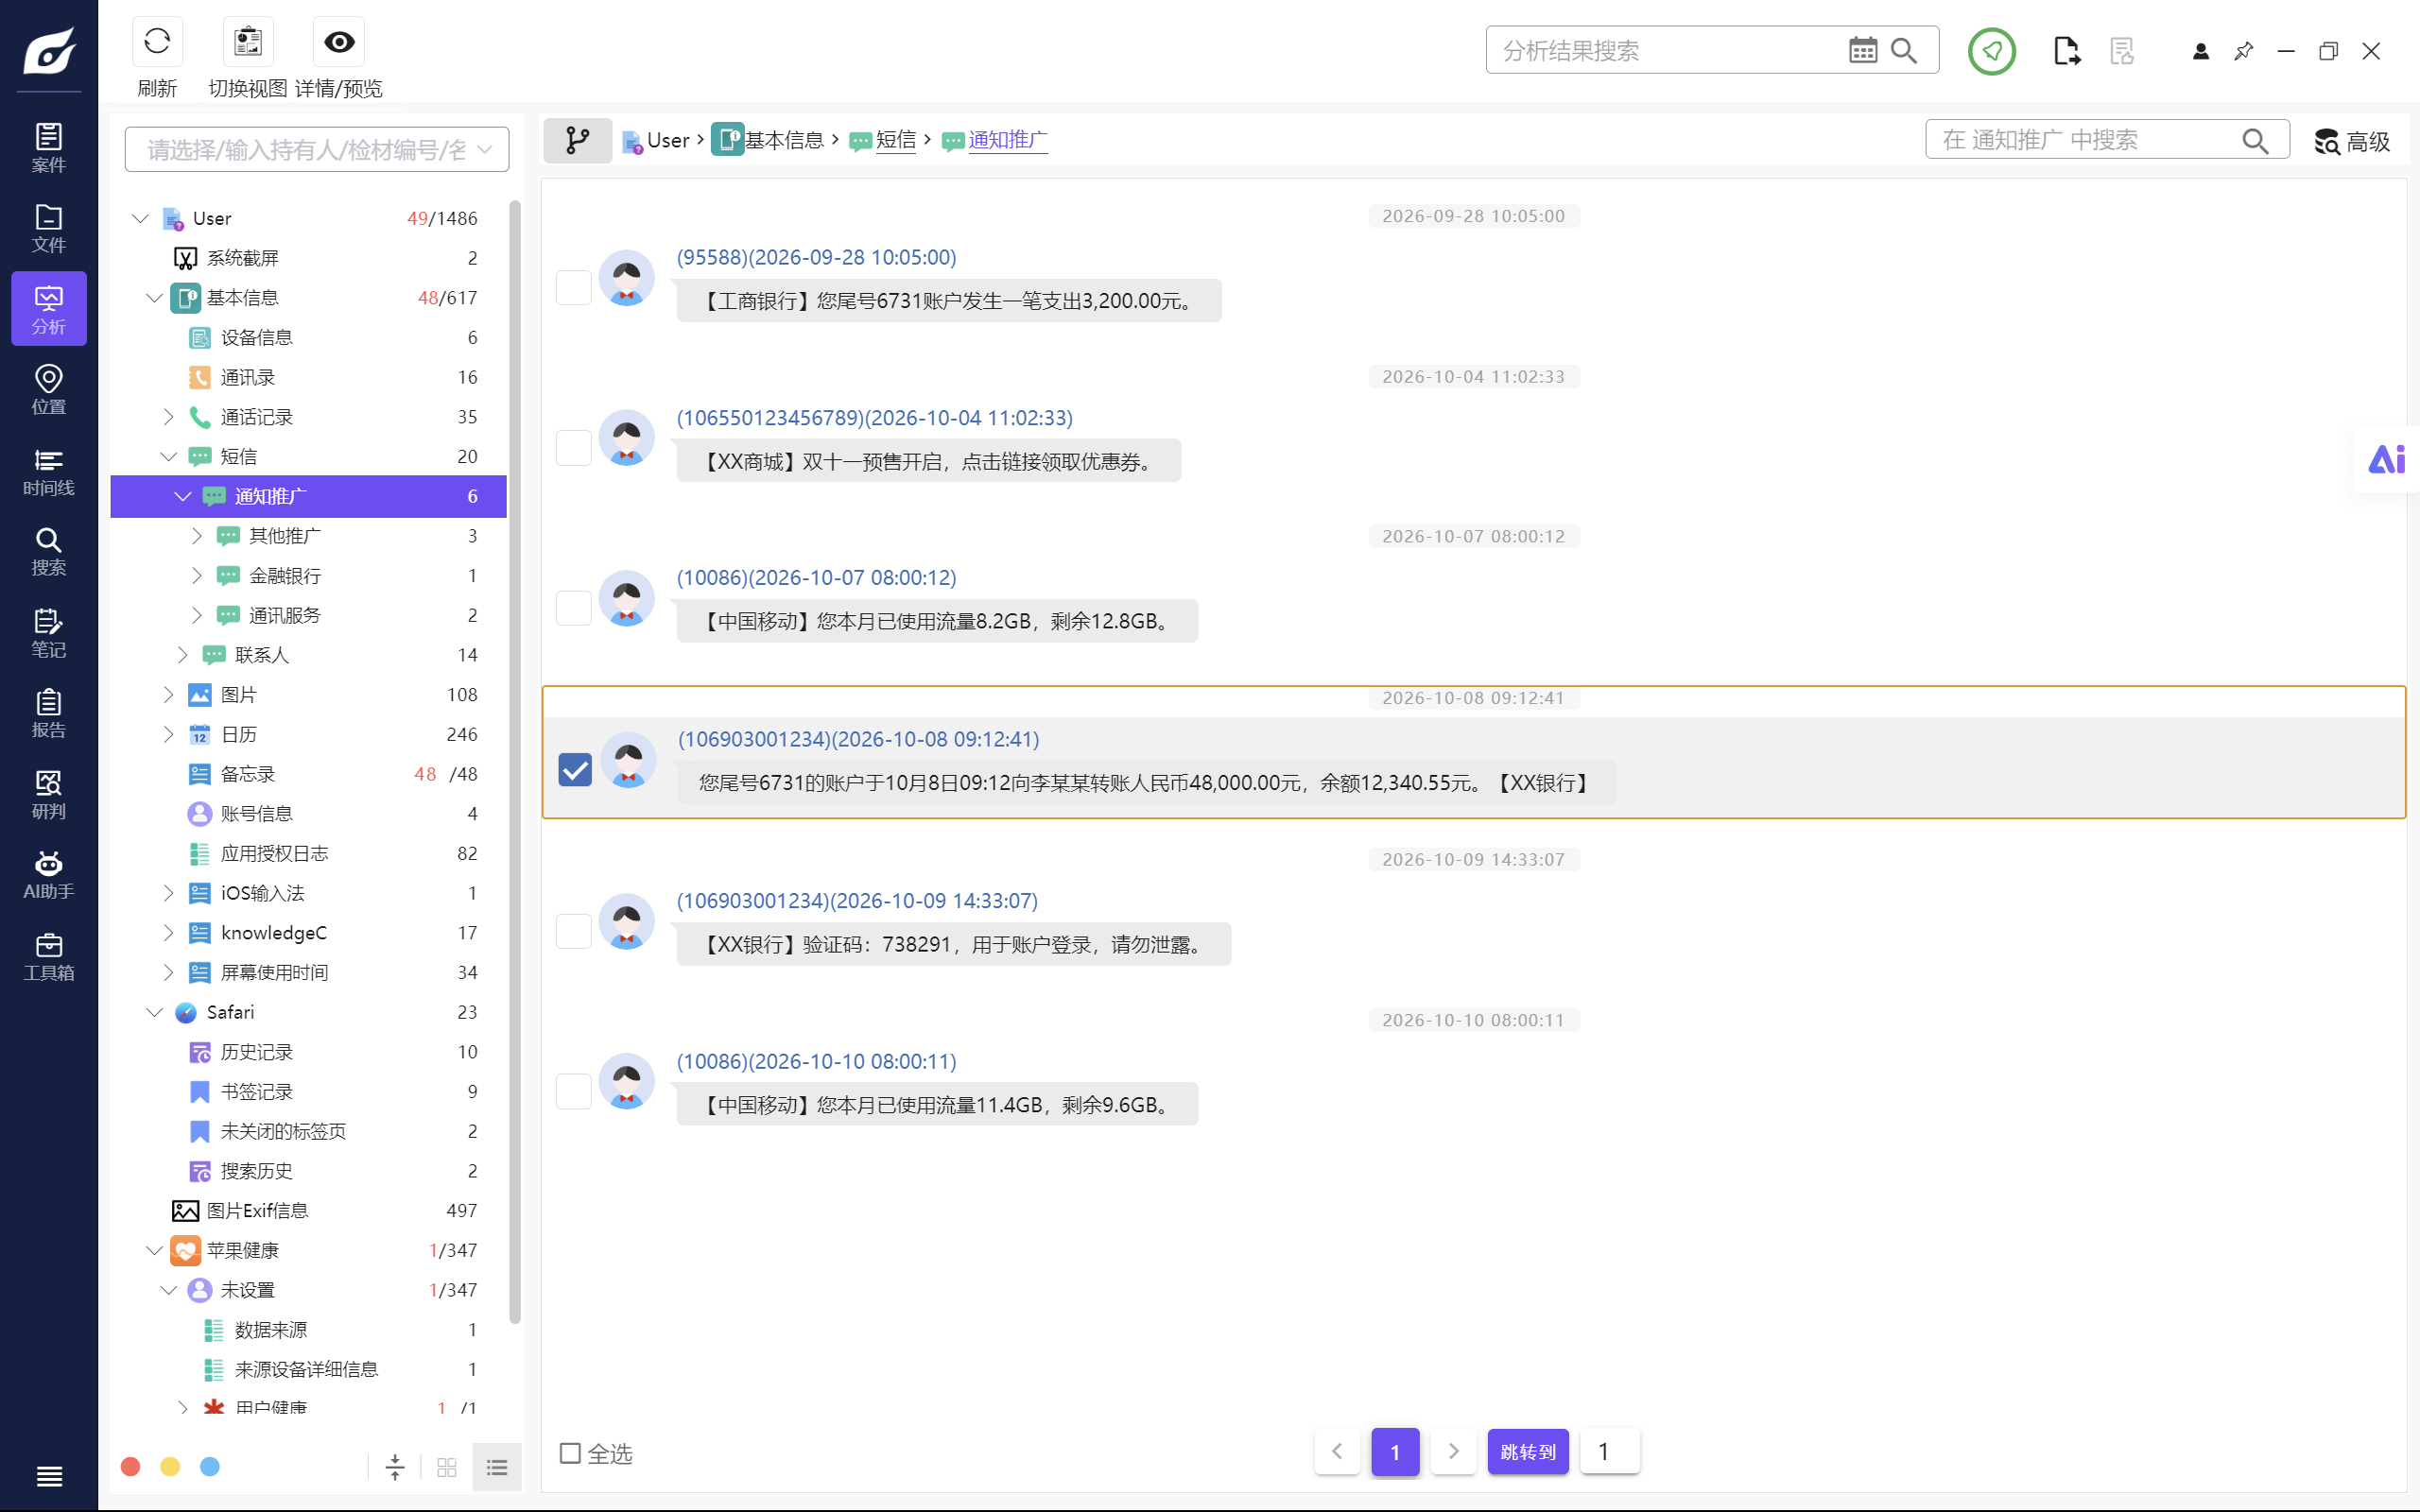 刷新
切换视图
详情/预览
分析结果搜索
案件
文件
分析
位置
时间线
搜索
笔记
报告
研判
AI助手
工具箱
请选择/输入持有人/检材编号/名
User 49/1486
系统截屏 2
基本信息 48/617
设备信息 6
通讯录 16
通话记录 35
短信 20
通知推广 6
其他推广 3
金融银行 1
通讯服务 2
联系人 14
图片 108
日历 246
备忘录 48 /48
账号信息 4
应用授权日志 82
iOS输入法 1
knowledgeC 17
屏幕使用时间 34
Safari 23
历史记录 10
书签记录 9
未关闭的标签页 2
搜索历史 2
图片Exif信息 497
苹果健康 1/347
未设置 1/347
数据来源 1
来源设备详细信息 1
用户健康 1 /1
User > 基本信息 > 短信 > 通知推广
在 通知推广 中搜索
高级
2026-09-28 10:05:00
(95588)(2026-09-28 10:05:00)
【工商银行】您尾号6731账户发生一笔支出3,200.00元。
2026-10-04 11:02:33
(106550123456789)(2026-10-04 11:02:33)
【XX商城】双十一预售开启，点击链接领取优惠券。
2026-10-07 08:00:12
(10086)(2026-10-07 08:00:12)
【中国移动】您本月已使用流量8.2GB，剩余12.8GB。
2026-10-08 09:12:41
(106903001234)(2026-10-08 09:12:41)
您尾号6731的账户于10月8日09:12向李某某转账人民币48,000.00元，余额12,340.55元。【XX银行】
2026-10-09 14:33:07
(106903001234)(2026-10-09 14:33:07)
【XX银行】验证码：738291，用于账户登录，请勿泄露。
2026-10-10 08:00:11
(10086)(2026-10-10 08:00:11)
【中国移动】您本月已使用流量11.4GB，剩余9.6GB。
Ai
全选
1
跳转到
1